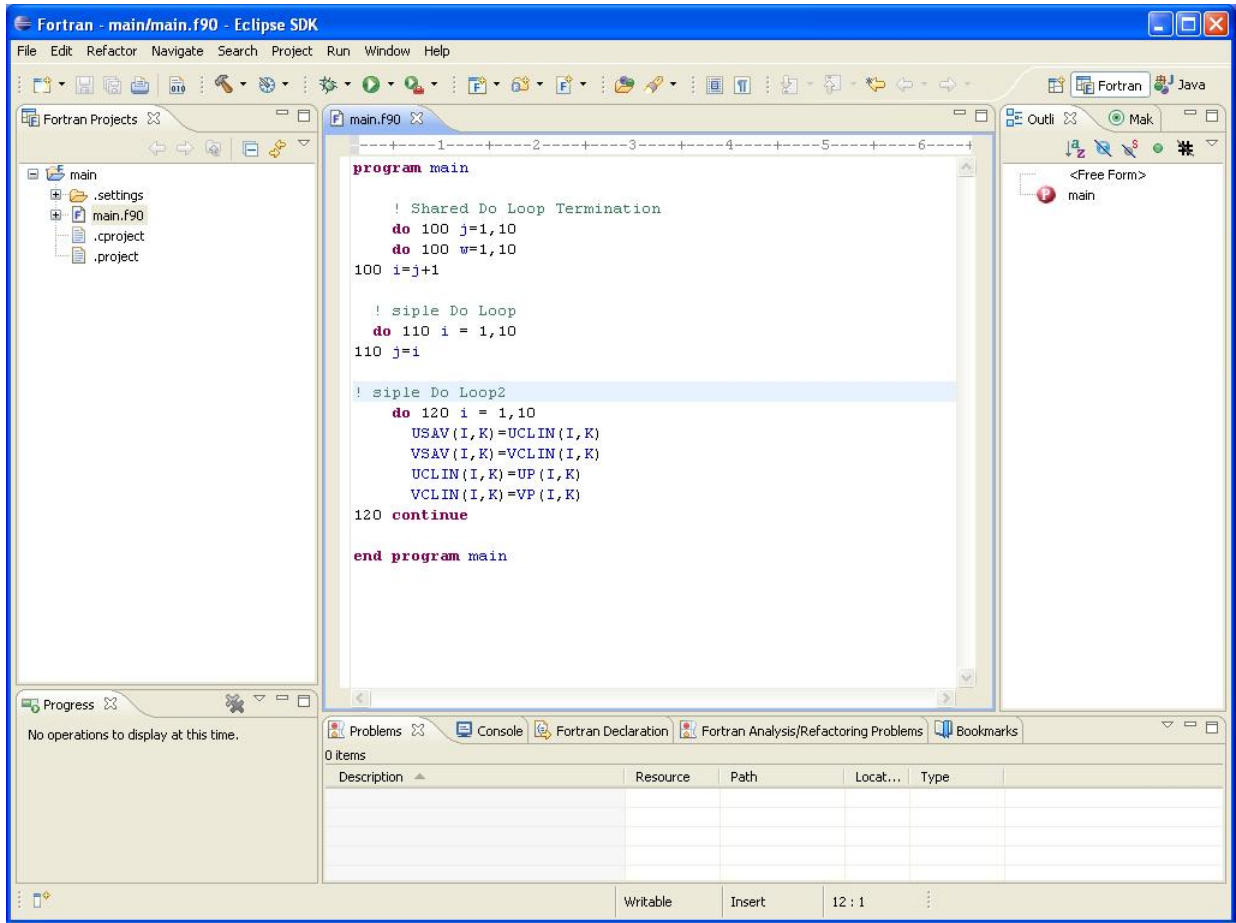 Fortran - main/main.f90 - Eclipse SDK
File Edit Refactor Navigate Search Project Run Window Help
Fortran Java
Fortran Projects
main
.settings
main.f90
.cproject
.project
main.f90
----+----1----+----2----+----3----+----4----+----5----+----6----+
program main
! Shared Do Loop Termination
do 100 j=1,10
do 100 w=1,10
100 i=j+1
! siple Do Loop
do 110 i = 1,10
110 j=i
! siple Do Loop2
do 120 i = 1,10
USAV(I,K)=UCLIN(I,K)
VSAV(I,K)=VCLIN(I,K)
UCLIN(I,K)=UP(I,K)
VCLIN(I,K)=VP(I,K)
120 continue
end program main
Outli Mak
<Free Form>
P main
Progress
No operations to display at this time.
Problems Console Fortran Declaration Fortran Analysis/Refactoring Problems Bookmarks
0 items
Description Resource Path Locat... Type
Writable Insert 12 : 1